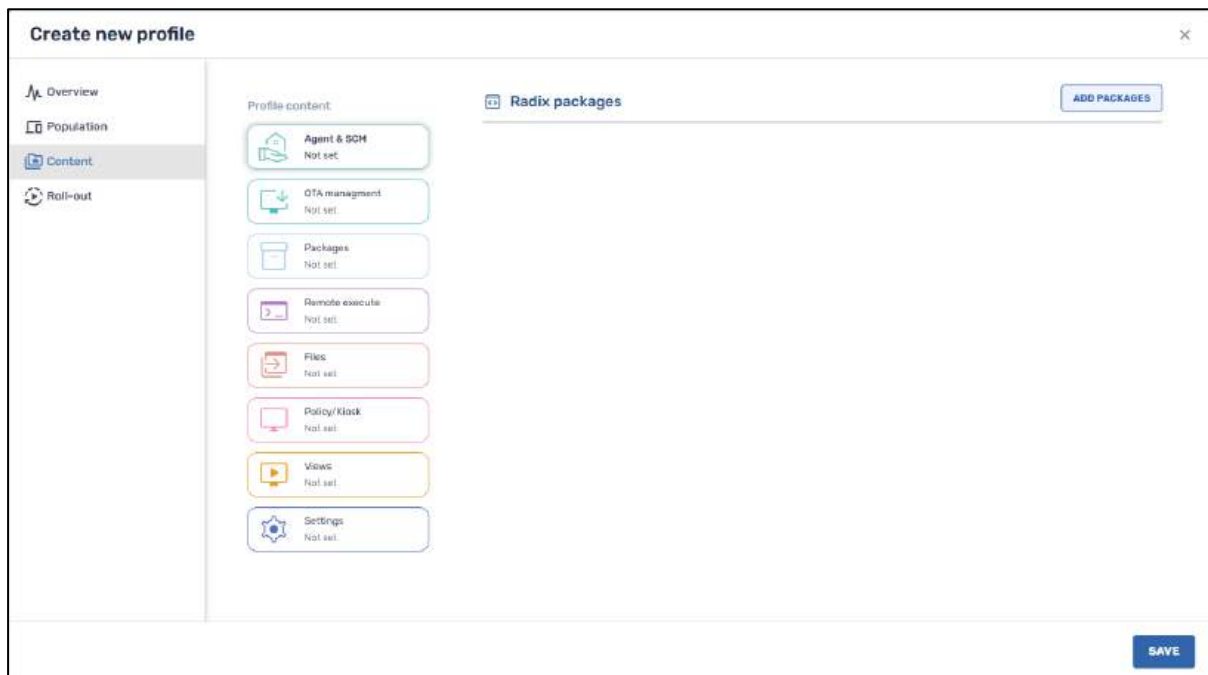 Create new profile
Overview
Population
Content
Roll-out
Profile content
Agent & SCM
Not set
OTA managment
Not set
Packages
Not set
Remote execute
Not set
Files
Not set
Policy/Kiosk
Not set
Views
Not set
Settings
Not set
Radix packages
ADD PACKAGES
SAVE